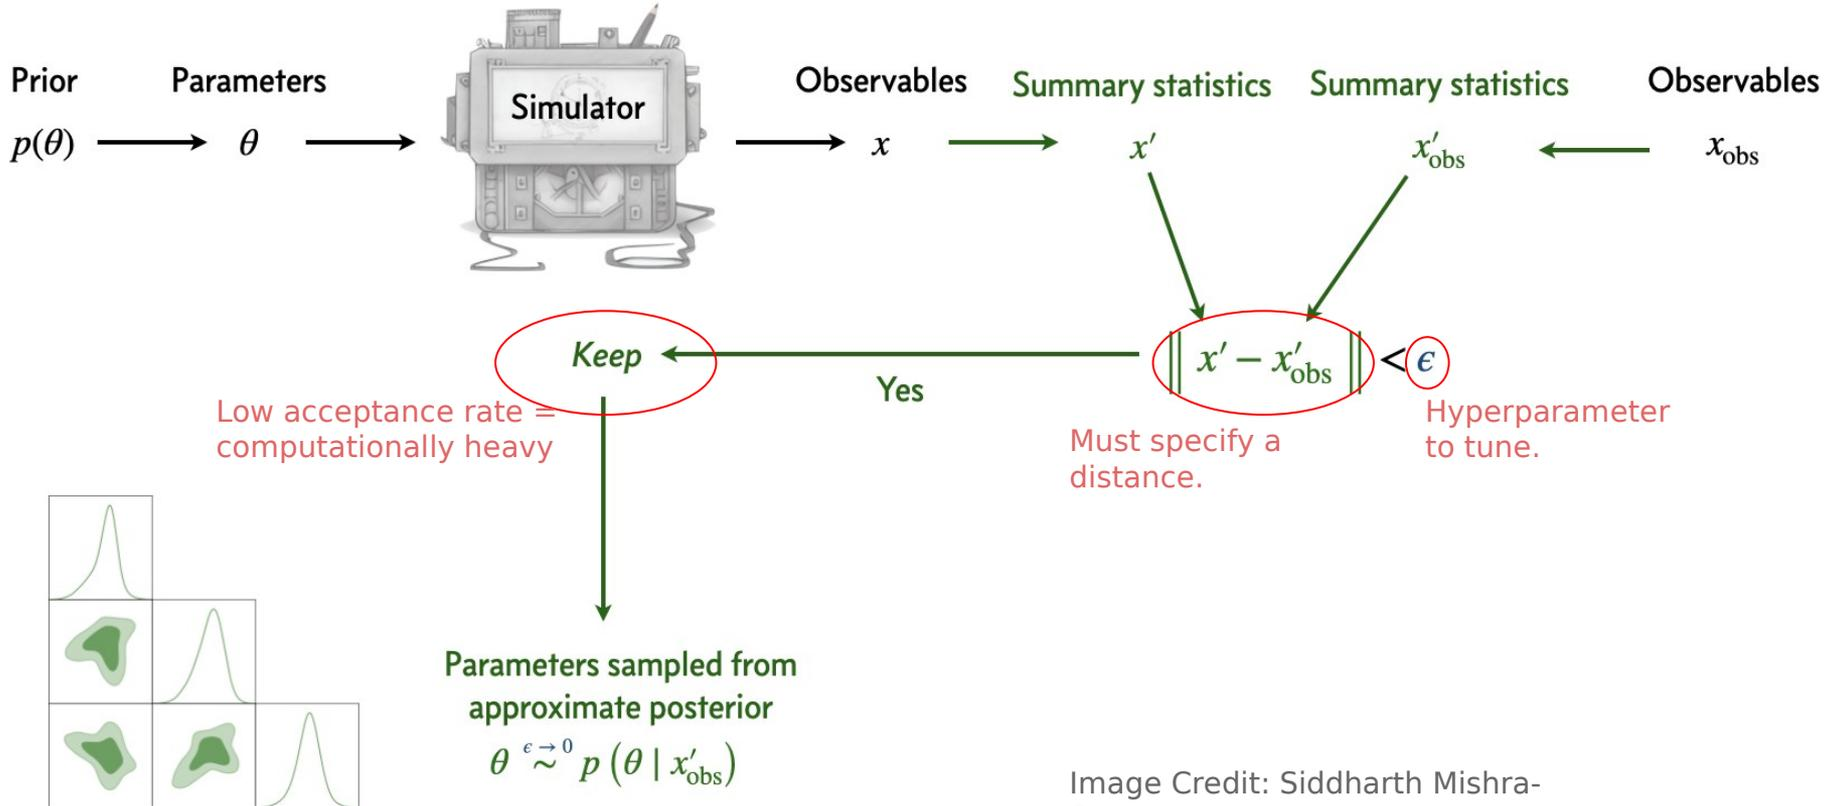 Prior
Parameters
Simulator
Observables
Summary statistics
Summary statistics
Observables
p(θ)
θ
x
x′
x′obs
xobs
Keep
Yes
‖ x′ − x′obs ‖ < ϵ
Low acceptance rate =
computationally heavy
Must specify a
distance.
Hyperparameter
to tune.
Parameters sampled from
approximate posterior
θ ϵ → 0 ~ p (θ | x′obs)
Image Credit: Siddharth Mishra-